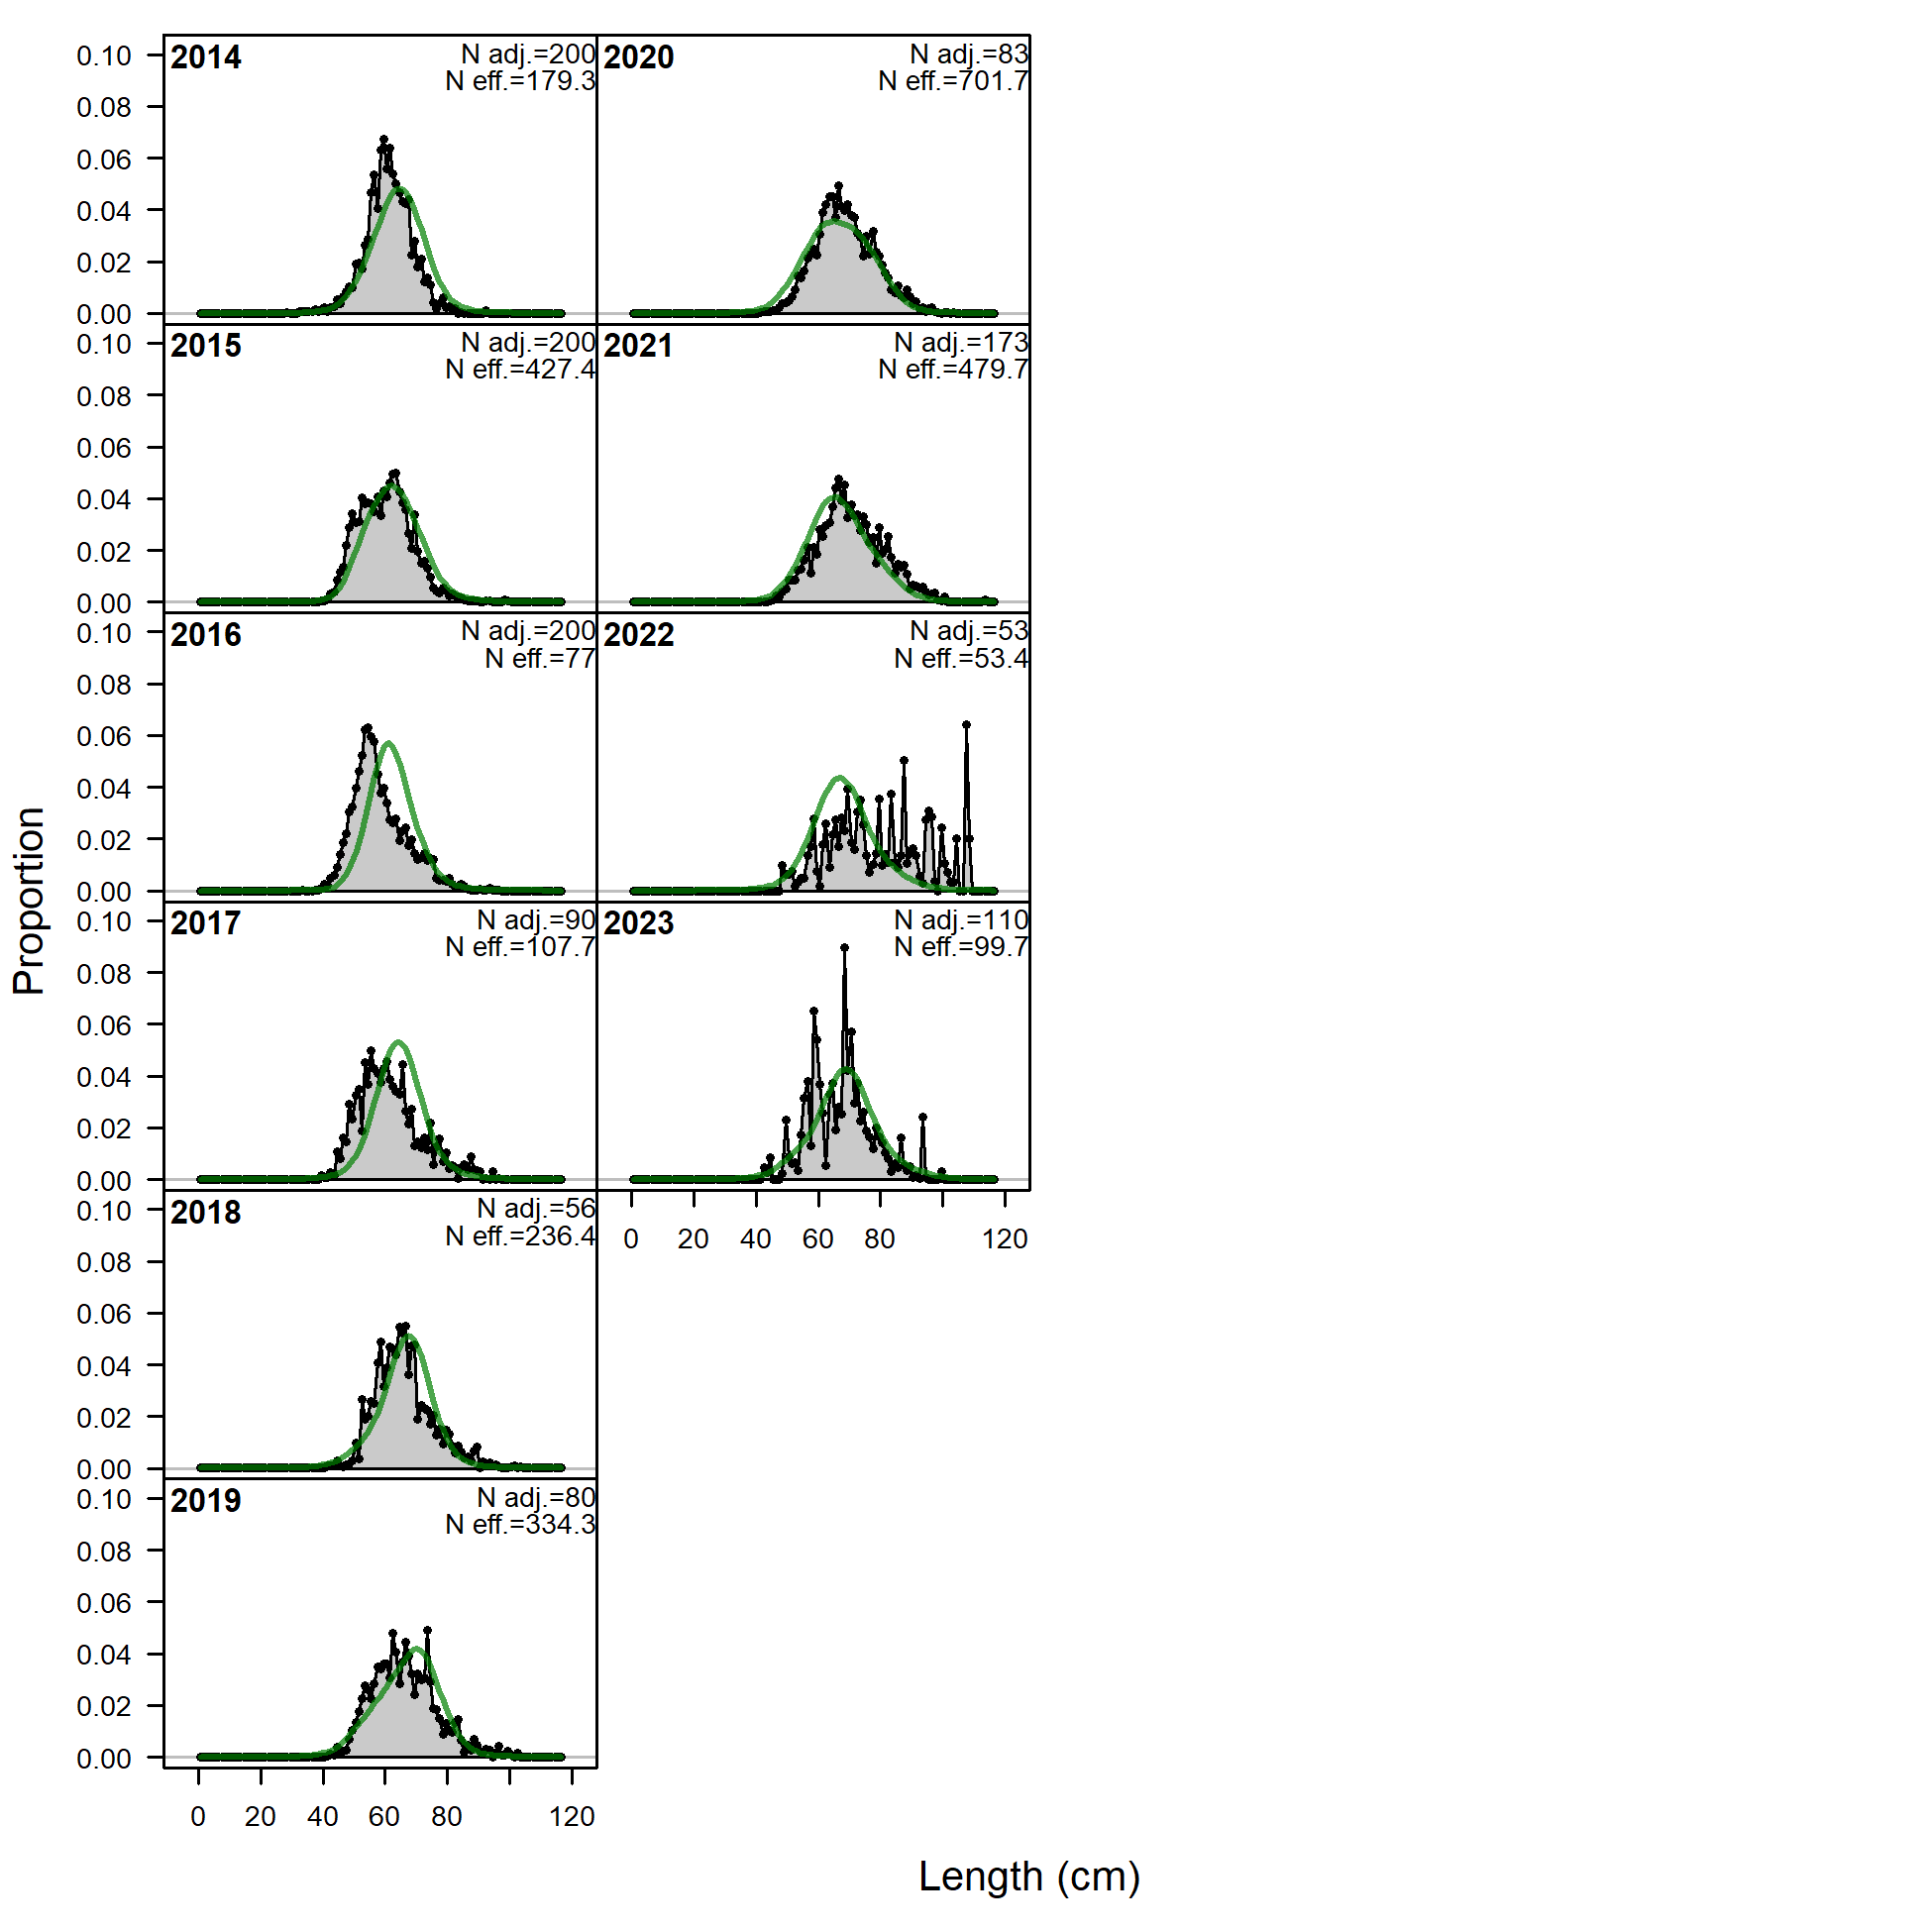 Proportion
0.10
0.08
0.06
0.04
0.02
0.00
2014
N adj.=200
N eff.=179.3
2020
N adj.=83
N eff.=701.7
0.10
0.08
0.06
0.04
0.02
0.00
2015
N adj.=200
N eff.=427.4
2021
N adj.=173
N eff.=479.7
0.10
0.08
0.06
0.04
0.02
0.00
2016
N adj.=200
N eff.=77
2022
N adj.=53
N eff.=53.4
0.10
0.08
0.06
0.04
0.02
0.00
2017
N adj.=90
N eff.=107.7
2023
N adj.=110
N eff.=99.7
0 20 40 60 80 120
0.10
0.08
0.06
0.04
0.02
0.00
2018
N adj.=56
N eff.=236.4
0.10
0.08
0.06
0.04
0.02
0.00
2019
N adj.=80
N eff.=334.3
0 20 40 60 80 120
Length (cm)